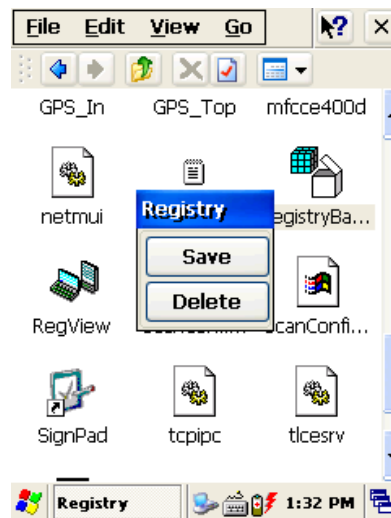 File Edit View Go
GPS_In GPS_Top mfcce400d
netmui egistryBa...
Registry
Save
Delete
RegView canConfi...
SignPad tcpipc tlcesrv
Registry 1:32 PM